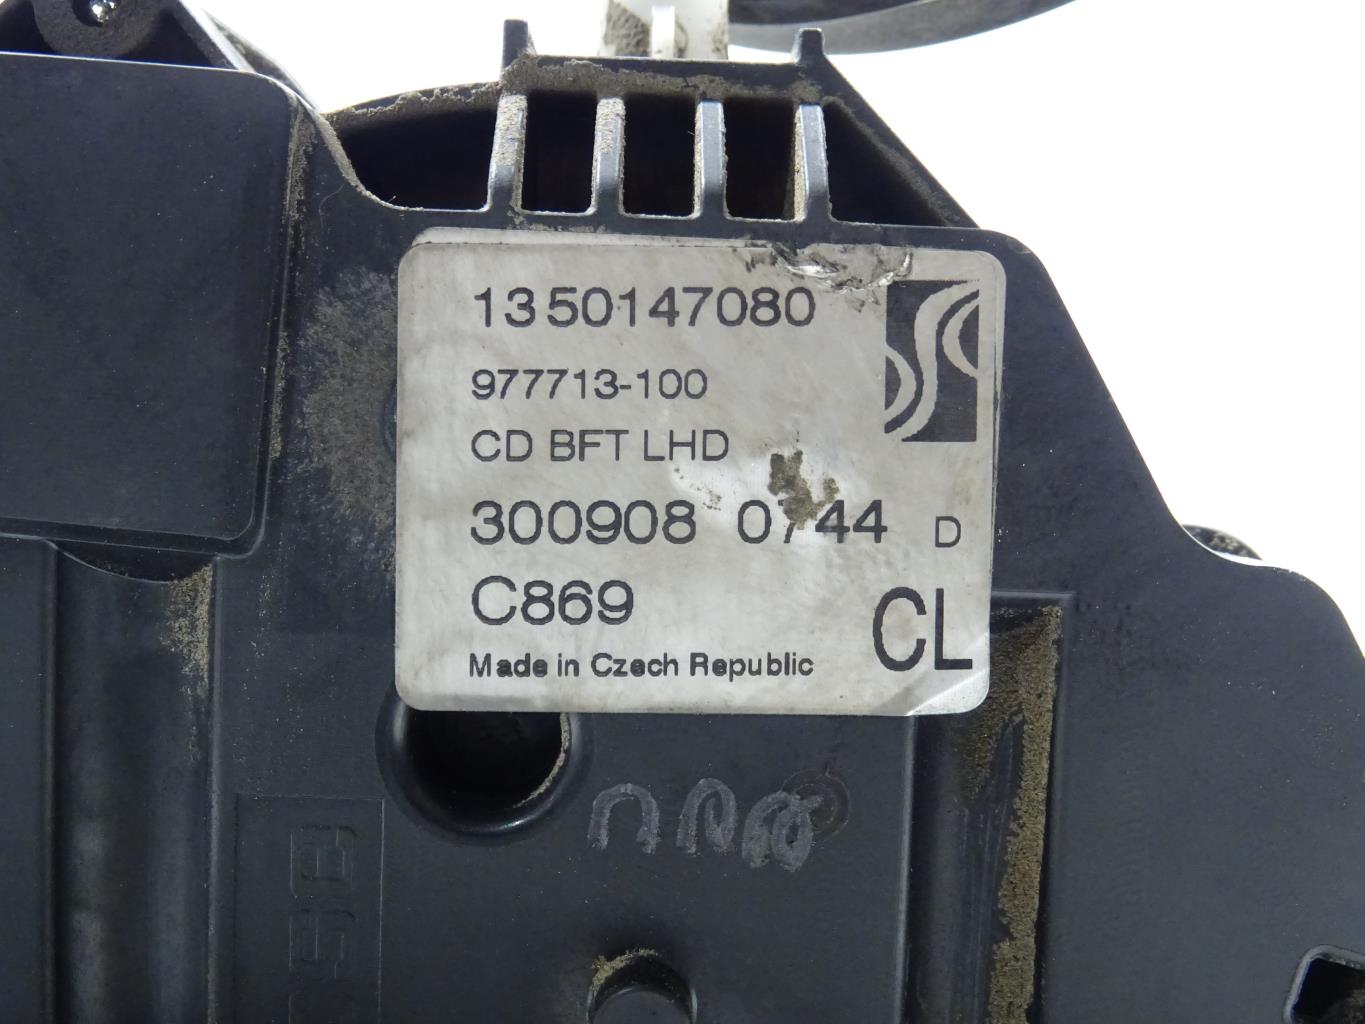 1350147080
977713-100
CD BFT LHD
300908 0744 D
C869
CL
Made in Czech Republic